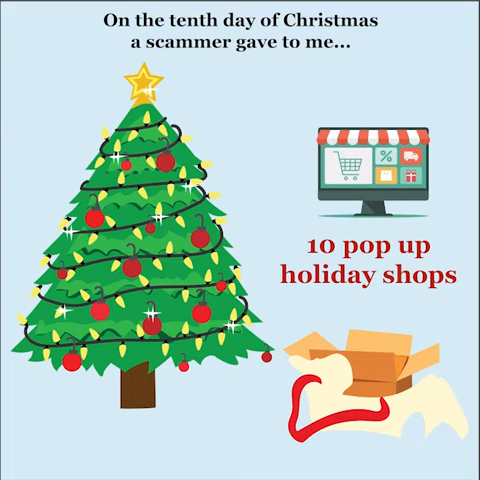 On the tenth day of Christmas
a scammer gave to me...
%
10 pop up
holiday shops